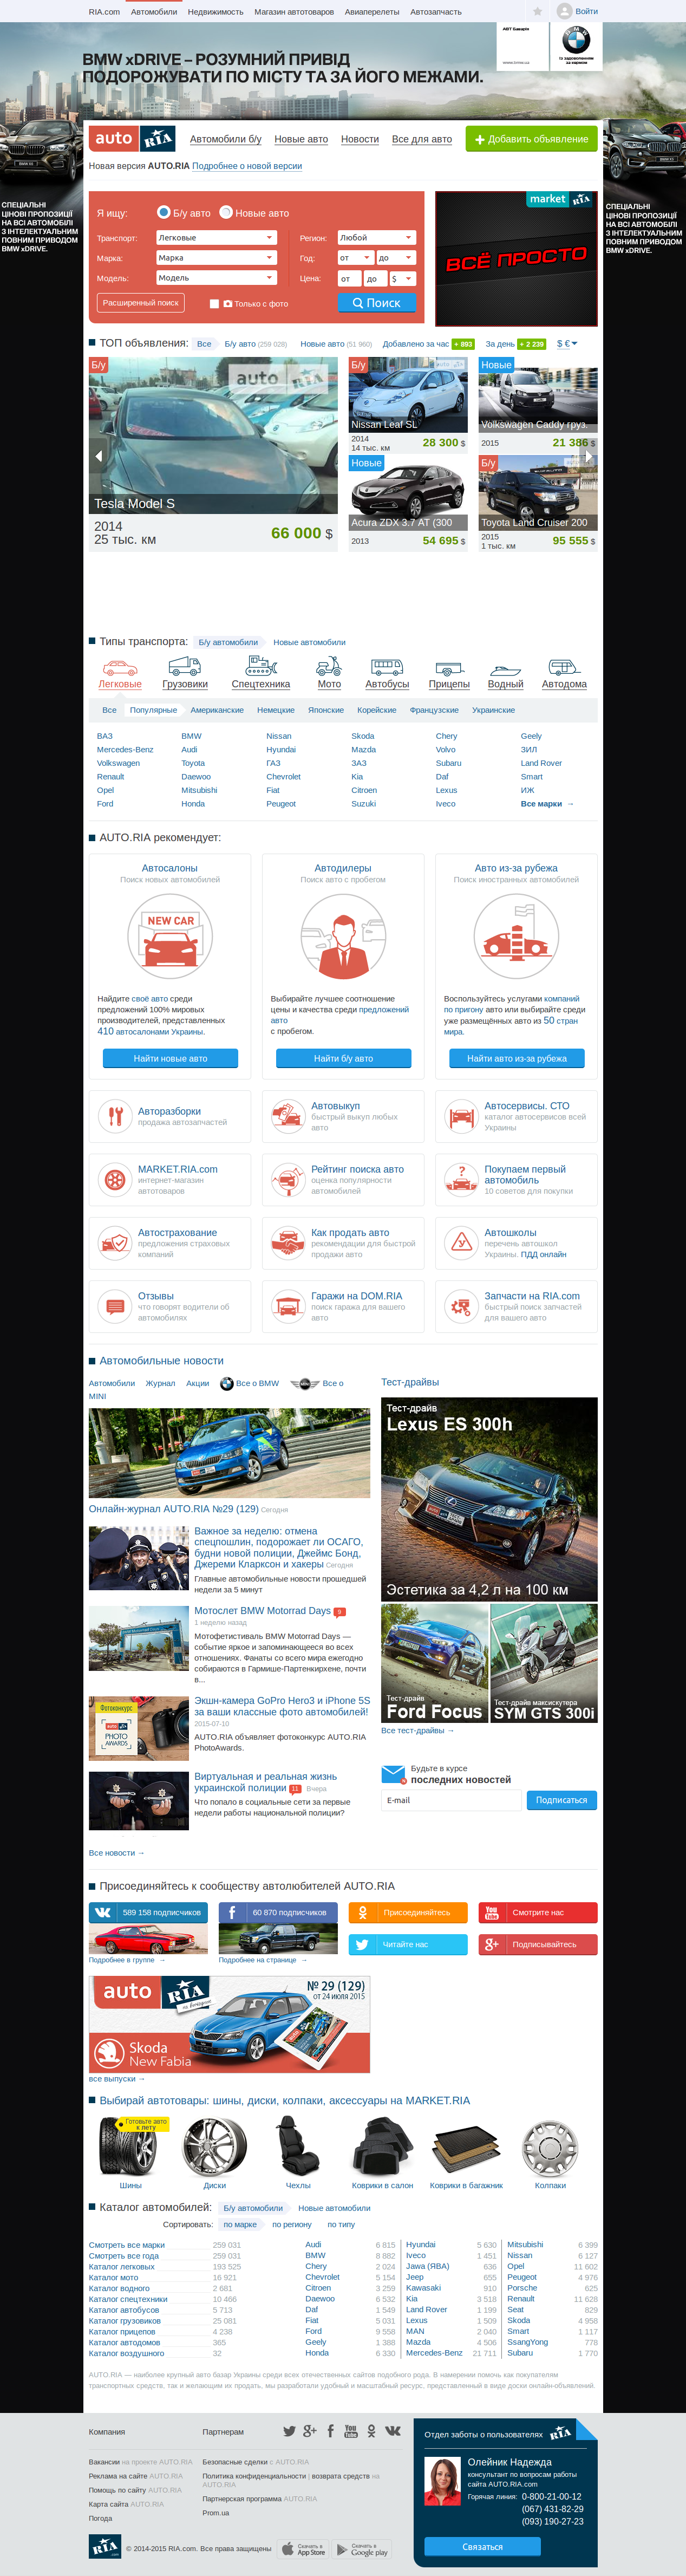 RIA.com Автомобили Недвижимость Магазин автотоваров Авиаперелеты Автозапчасть Войти
BMW xDRIVE – РОЗУМНИЙ ПРИВІД
ПОДОРОЖУВАТИ ПО МІСТУ ТА ЗА ЙОГО МЕЖАМИ.
АВТ Баварія
www.bmw.ua
Із задоволенням за кермом
СПЕЦІАЛЬНІ
ЦІНОВІ ПРОПОЗИЦІЇ
НА ВСІ АВТОМОБІЛІ
З ІНТЕЛЕКТУАЛЬНИМ
ПОВНИМ ПРИВОДОМ
BMW xDRIVE.
СПЕЦІАЛЬНІ
ЦІНОВІ ПРОПОЗИЦІЇ
НА ВСІ АВТОМОБІЛІ
З ІНТЕЛЕКТУАЛЬНИМ
ПОВНИМ ПРИВОДОМ
BMW xDRIVE.
auto RIA Автомобили б/у Новые авто Новости Все для авто Добавить объявление
Новая версия AUTO.RIA Подробнее о новой версии
Я ищу: Б/у авто Новые авто
Транспорт: Легковые Регион: Любой
Марка: Марка Год: от до
Модель: Модель Цена: от до $
Расширенный поиск Только с фото Поиск
market RIA
ВСЁ ПРОСТО
ТОП объявления: Все Б/у авто (259 028) Новые авто (51 960) Добавлено за час + 893 За день + 2 239 $ €
Б/у
Tesla Model S
2014
25 тыс. км
66 000 $
Б/у
Nissan Leaf SL
2014
14 тыс. км
28 300 $
Новые
Volkswagen Caddy груз.
2015
21 386 $
Новые
Acura ZDX 3.7 AT (300
2013
54 695 $
Б/у
Toyota Land Cruiser 200
2015
1 тыс. км
95 555 $
Типы транспорта: Б/у автомобили Новые автомобили
Легковые Грузовики Спецтехника Мото Автобусы Прицепы Водный Автодома
Все Популярные Американские Немецкие Японские Корейские Французские Украинские
ВАЗ BMW Nissan Skoda Chery Geely
Mercedes-Benz Audi Hyundai Mazda Volvo ЗИЛ
Volkswagen Toyota ГАЗ ЗАЗ Subaru Land Rover
Renault Daewoo Chevrolet Kia Daf Smart
Opel Mitsubishi Fiat Citroen Lexus ИЖ
Ford Honda Peugeot Suzuki Iveco Все марки →
AUTO.RIA рекомендует:
Автосалоны
Поиск новых автомобилей
NEW CAR
Найдите своё авто среди
предложений 100% мировых
производителей, представленных
410 автосалонами Украины.
Найти новые авто
Автодилеры
Поиск авто с пробегом
Выбирайте лучшее соотношение
цены и качества среди предложений
авто
с пробегом.
Найти б/у авто
Авто из-за рубежа
Поиск иностранных автомобилей
Воспользуйтесь услугами компаний
по пригону авто или выбирайте среди
уже размещённых авто из 50 стран
мира.
Найти авто из-за рубежа
Авторазборки
продажа автозапчастей
Автовыкуп
быстрый выкуп любых
авто
Автосервисы. СТО
каталог автосервисов всей
Украины
MARKET.RIA.com
интернет-магазин
автотоваров
Рейтинг поиска авто
оценка популярности
автомобилей
Покупаем первый
автомобиль
10 советов для покупки
Автострахование
предложения страховых
компаний
Как продать авто
рекомендации для быстрой
продажи авто
Автошколы
перечень автошкол
Украины. ПДД онлайн
Отзывы
что говорят водители об
автомобилях
Гаражи на DOM.RIA
поиск гаража для вашего
авто
Запчасти на RIA.com
быстрый поиск запчастей
для вашего авто
Автомобильные новости
Автомобили Журнал Акции Все о BMW Все о
MINI
Онлайн-журнал AUTO.RIA №29 (129) Сегодня
Важное за неделю: отмена
спецпошлин, подорожает ли ОСАГО,
будни новой полиции, Джеймс Бонд,
Джереми Кларксон и хакеры Сегодня
Главные автомобильные новости прошедшей
недели за 5 минут
Мотослет BMW Motorrad Days 9
1 неделю назад
Мотофетистиваль BMW Motorrad Days —
событие яркое и запоминающееся во всех
отношениях. Фанаты со всего мира ежегодно
собираются в Гармише-Партенкирхене, почти
в...
Фотоконкурс
PHOTO
AWARDS
Экшн-камера GoPro Hero3 и iPhone 5S
за ваши классные фото автомобилей!
2015-07-10
AUTO.RIA объявляет фотоконкурс AUTO.RIA
PhotoAwards.
Виртуальная и реальная жизнь
украинской полиции 11 Вчера
Что попало в социальные сети за первые
недели работы национальной полиции?
Все новости →
Тест-драйвы
Тест-драйв
Lexus ES 300h
Эстетика за 4,2 л на 100 км
Тест-драйв
Ford Focus
Тест-драйв максискутера
SYM GTS 300i
Все тест-драйвы →
Будьте в курсе
последних новостей
E-mail Подписаться
Присоединяйтесь к сообществу автолюбителей AUTO.RIA
589 158 подписчиков 60 870 подписчиков Присоединяйтесь Смотрите нас
Читайте нас Подписывайтесь
Подробнее в группе → Подробнее на странице →
auto RIA
№ 29 (129)
от 24 июля 2015
Skoda
New Fabia
все выпуски →
Выбирай автотовары: шины, диски, колпаки, аксессуары на MARKET.RIA
Готовьте авто
к лету
Шины Диски Чехлы Коврики в салон Коврики в багажник Колпаки
Каталог автомобилей: Б/у автомобили Новые автомобили
Сортировать: по марке по региону по типу
Смотреть все марки 259 031
Смотреть все года 259 031
Каталог легковых 193 525
Каталог мото 16 921
Каталог водного 2 681
Каталог спецтехники 10 466
Каталог автобусов 5 713
Каталог грузовиков 25 081
Каталог прицепов 4 238
Каталог автодомов 365
Каталог воздушного 32
Audi 6 815
BMW 8 882
Chery 2 024
Chevrolet 5 154
Citroen 3 259
Daewoo 6 532
Daf 1 549
Fiat 5 031
Ford 9 558
Geely 1 388
Honda 6 330
Hyundai 5 630
Iveco 1 451
Jawa (ЯВА) 636
Jeep 655
Kawasaki 910
Kia 3 518
Land Rover 1 199
Lexus 1 509
MAN 2 040
Mazda 4 506
Mercedes-Benz 21 711
Mitsubishi 6 399
Nissan 6 127
Opel 11 602
Peugeot 4 976
Porsche 625
Renault 11 628
Seat 829
Skoda 4 958
Smart 1 117
SsangYong 778
Subaru 1 770
AUTO.RIA — наиболее крупный авто базар Украины среди всех отечественных сайтов подобного рода. В намерении помочь как покупателям
транспортных средств, так и желающим их продать, мы разработали удобный и масштабный ресурс, представленный в виде доски онлайн-объявлений.
Компания Партнерам
Вакансии на проекте AUTO.RIA
Реклама на сайте AUTO.RIA
Помощь по сайту AUTO.RIA
Карта сайта AUTO.RIA
Погода
Безопасные сделки с AUTO.RIA
Политика конфиденциальности | возврата средств на
AUTO.RIA
Партнерская программа AUTO.RIA
Prom.ua
Отдел заботы о пользователях RIA
Олейник Надежда
консультант по вопросам работы
сайта AUTO.RIA.com
Горячая линия: 0-800-21-00-12
(067) 431-82-29
(093) 190-27-23
Связаться
RIA © 2014-2015 RIA.com. Все права защищены Скачать в App Store Скачать в Google play